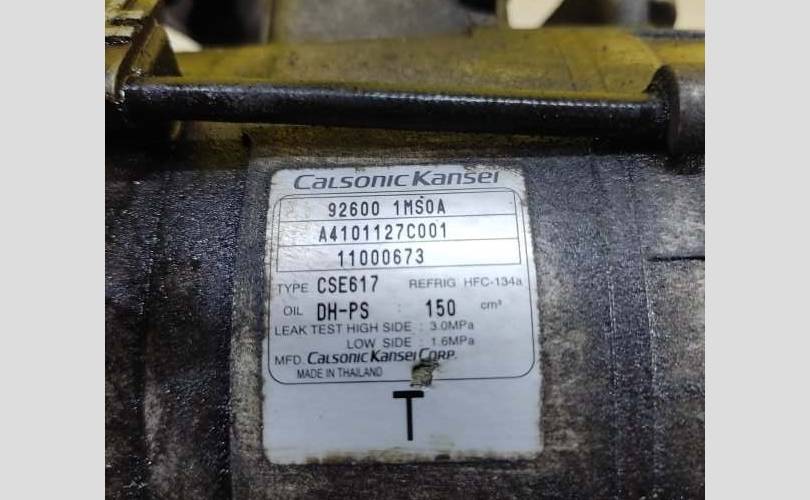 CALSONIC KANSEI
92600 1MS0A
A4101127C001
11000673
TYPE CSE617 REFRIG HFC-134a
OIL DH-PS : 150 cm³
LEAK TEST HIGH SIDE : 3.0MPa
LOW SIDE : 1.6MPa
MFD. CALSONIC KANSEI CORP.
MADE IN THAILAND
T